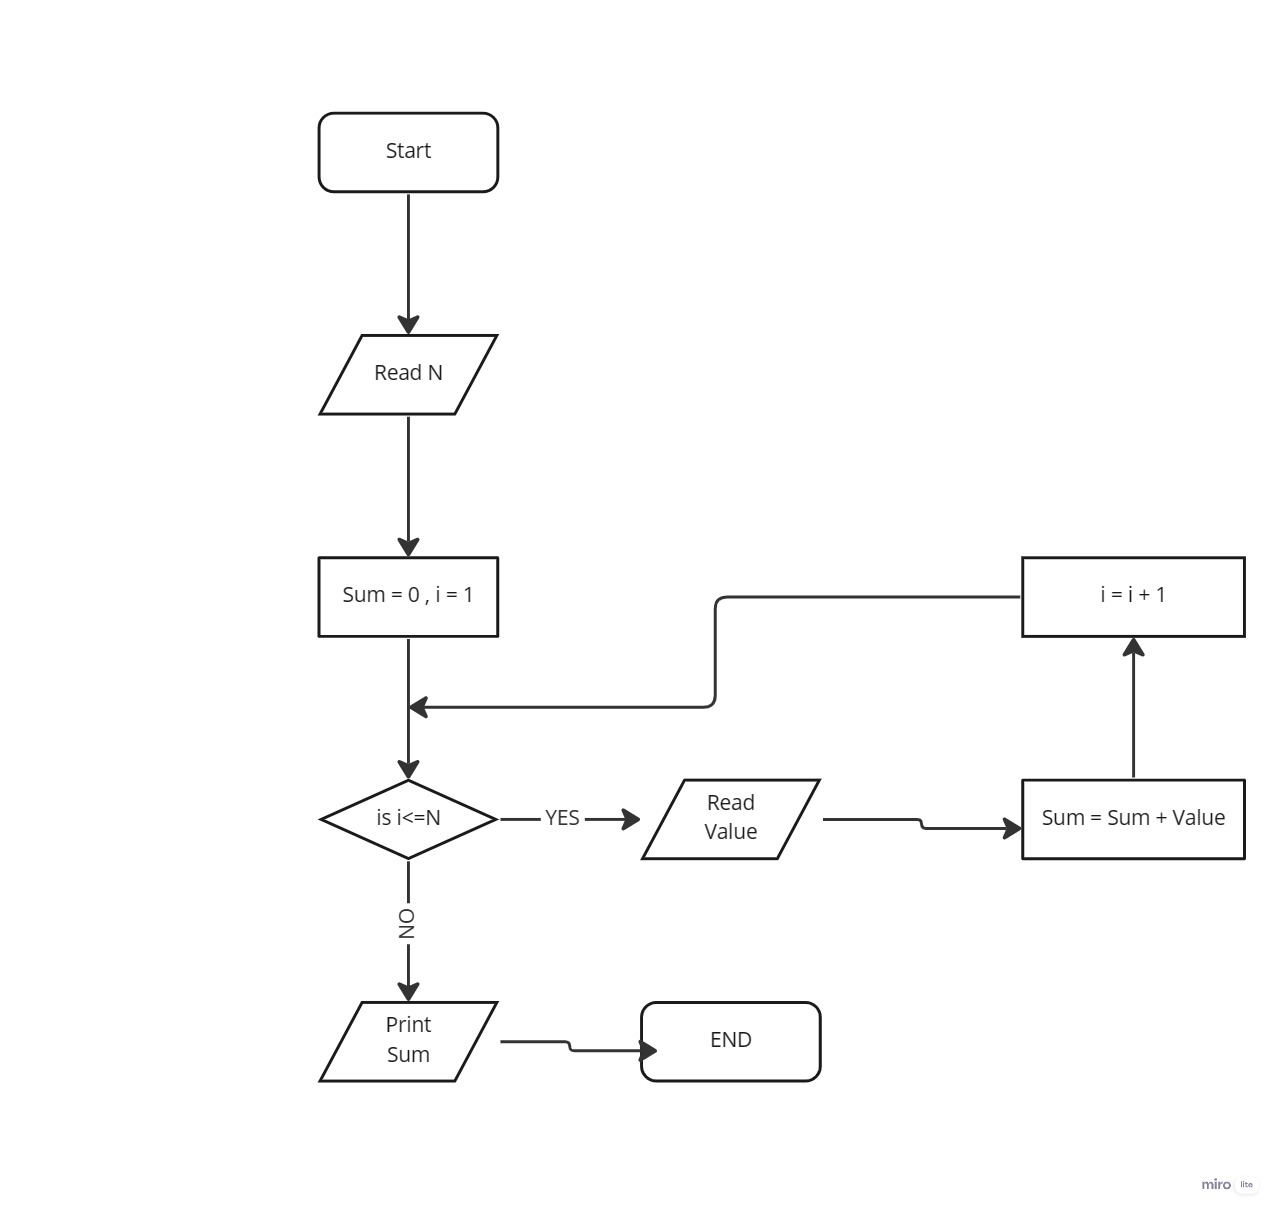 Start
Read N
Sum = 0 , i = 1
i = i + 1
is i<=N
YES
Read
Value
Sum = Sum + Value
NO
Print
Sum
END
miro lite